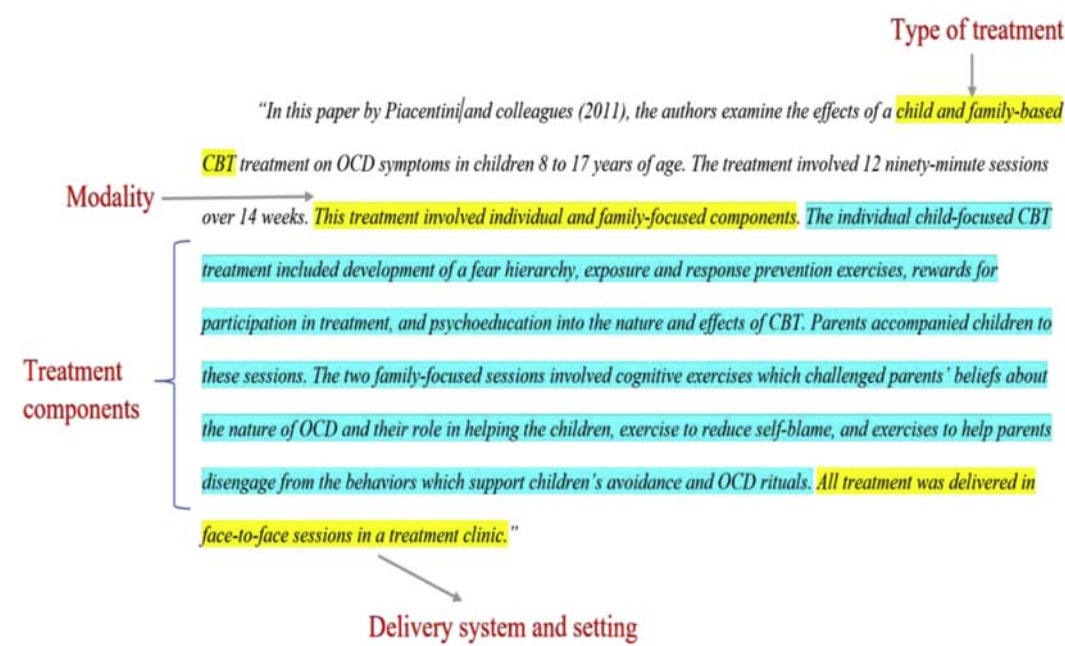 Type of treatment
“In this paper by Piacentini and colleagues (2011), the authors examine the effects of a child and family-based
CBT treatment on OCD symptoms in children 8 to 17 years of age. The treatment involved 12 ninety-minute sessions
Modality
over 14 weeks. This treatment involved individual and family-focused components. The individual child-focused CBT
treatment included development of a fear hierarchy, exposure and response prevention exercises, rewards for
participation in treatment, and psychoeducation into the nature and effects of CBT. Parents accompanied children to
Treatment
components
these sessions. The two family-focused sessions involved cognitive exercises which challenged parents’ beliefs about
the nature of OCD and their role in helping the children, exercise to reduce self-blame, and exercises to help parents
disengage from the behaviors which support children’s avoidance and OCD rituals. All treatment was delivered in
face-to-face sessions in a treatment clinic.”
Delivery system and setting